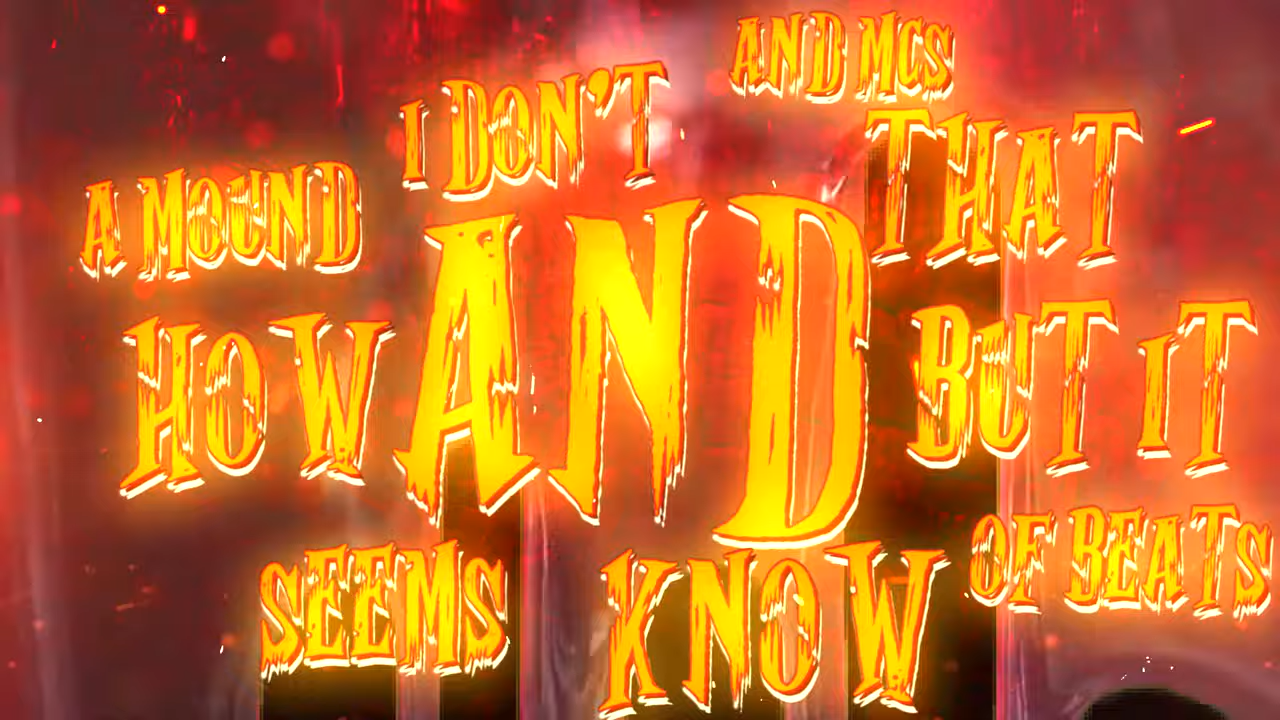 AND MCS
I DON'T
THAT
A MOUND
AND
HOW
BUT IT
OF BEATS
SEEMS
KNOW